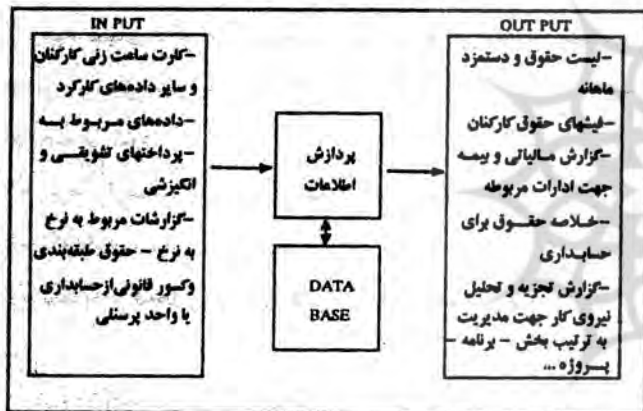 IN PUT
-کارت ساعت زنی کارکنان
و سایر داده‌های کارکرد
-داده‌های مربوط به
-پرداختهای تشویقی و
انگیزشی
-گزارشات مربوط به نرخ
به نرخ - حقوق طبقه‌بندی
وکسور قانونی ازحسابداری
یا واحد پرسنلی
پردازش
اطلاعات
DATA
BASE
OUT PUT
-لیست حقوق و دستمزد
ماهانه
-فیشهای حقوق کارکنان
-گزارش مالیاتی و بیمه
جهت ادارات مربوطه
-خلاصه حقوق برای
حسابداری
-گزارش تجزیه و تحلیل
نیروی کار جهت مدیریت
به ترتیب بخش - برنامه -
پروژه ...